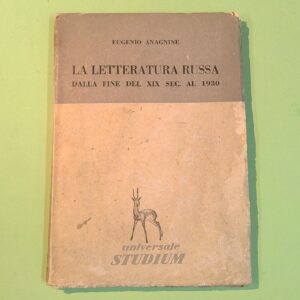 EUGENIO ANAGNINE
LA LETTERATURA RUSSA
DALLA FINE DEL XIX SEC. AL 1930
universale
STUDIUM